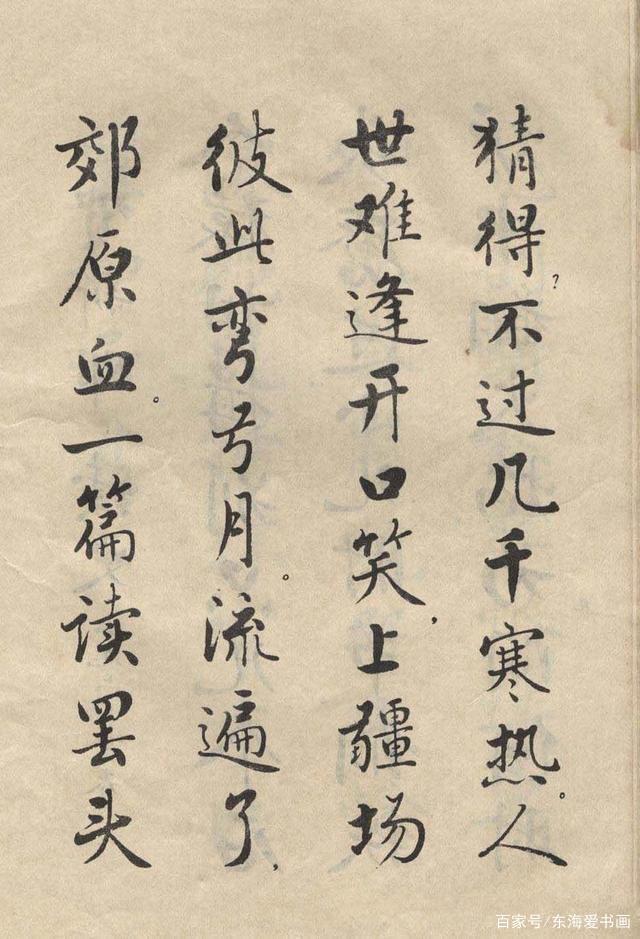 猜得?不过几千寒热。人
世难逢开口笑,上疆场
彼此弯弓月。流遍了,
郊原血。一篇读罢头
百家号/东海爱书画